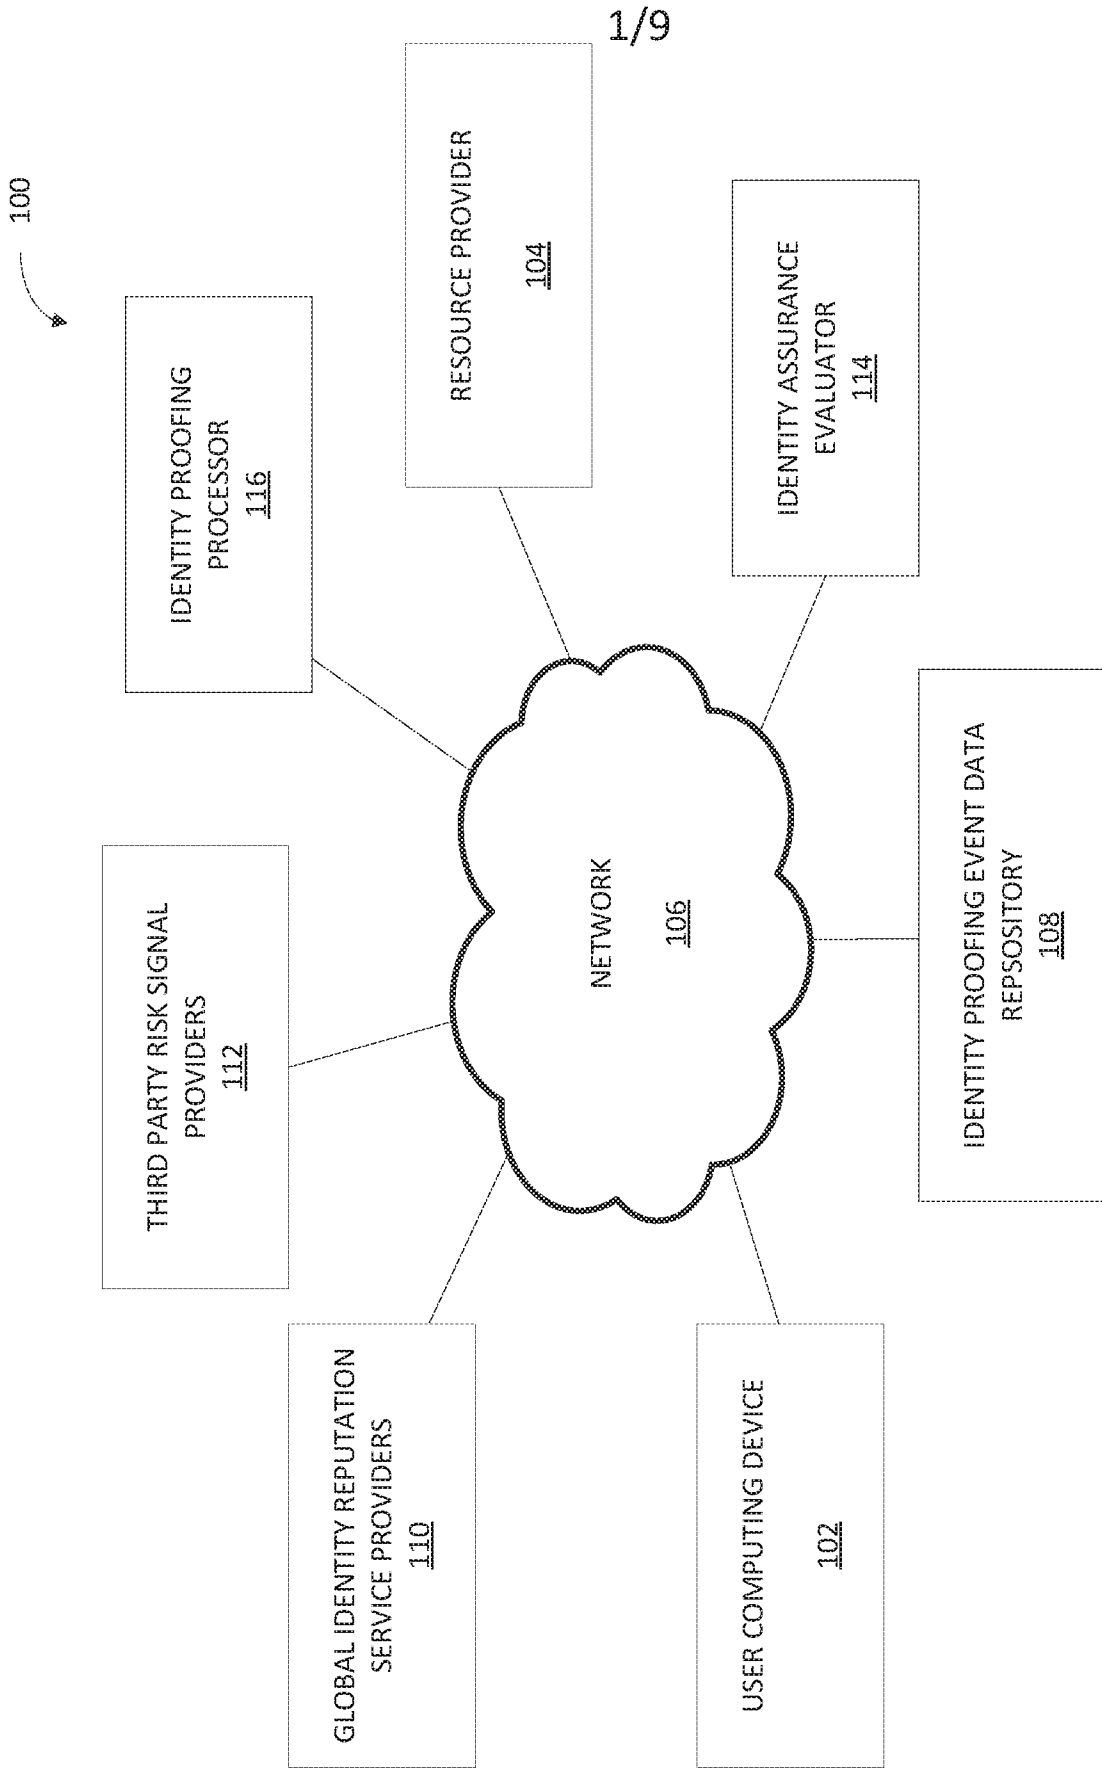 1/9
100
THIRD PARTY RISK SIGNAL
PROVIDERS
112
IDENTITY PROOFING
PROCESSOR
116
GLOBAL IDENTITY REPUTATION
SERVICE PROVIDERS
110
RESOURCE PROVIDER
104
NETWORK
106
USER COMPUTING DEVICE
102
IDENTITY ASSURANCE
EVALUATOR
114
IDENTITY PROOFING EVENT DATA
REPSOSITORY
108